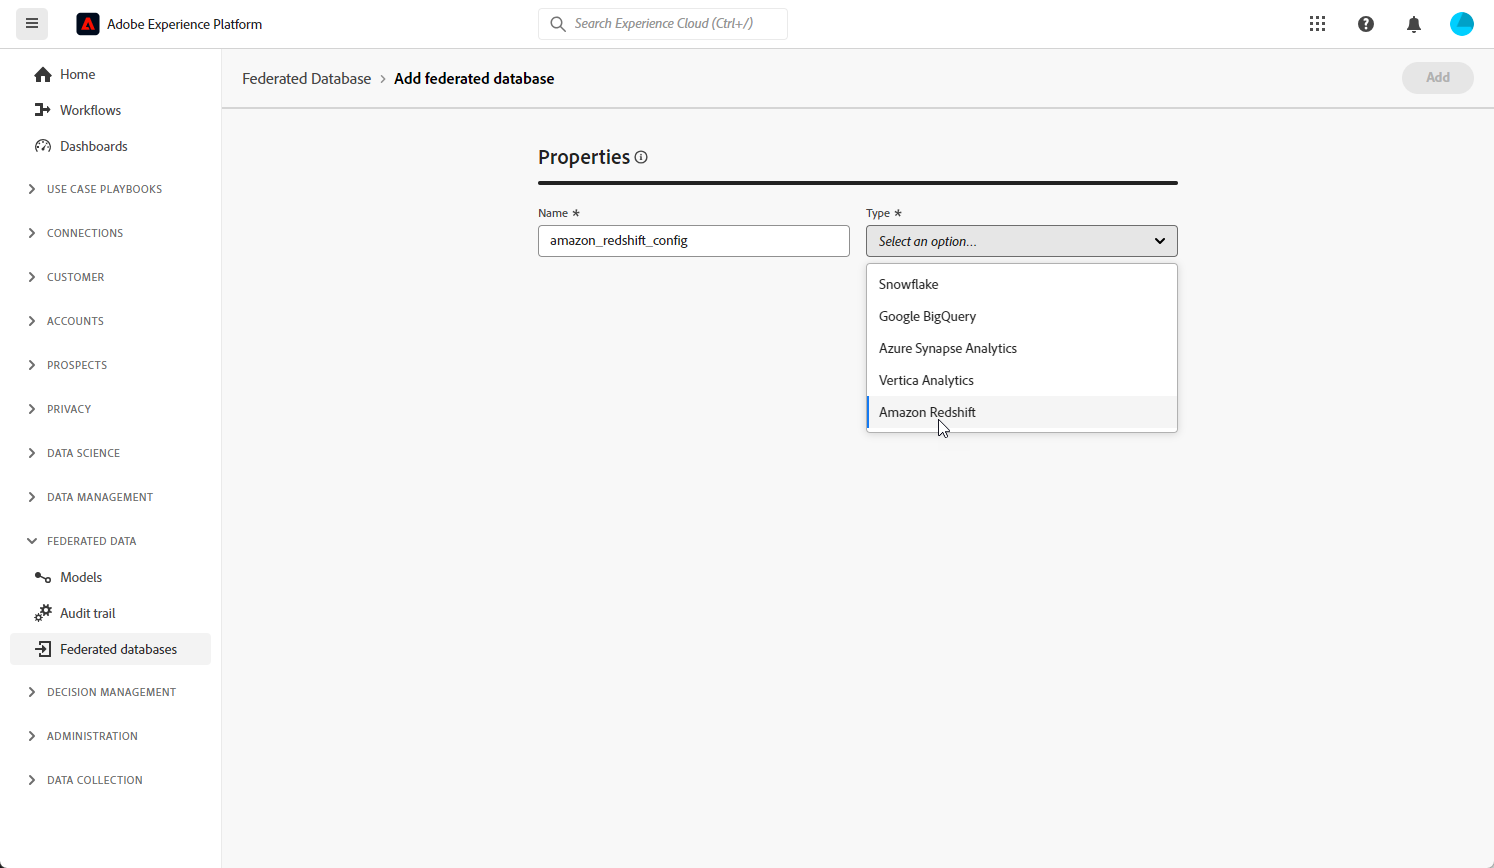 Adobe Experience Platform
Search Experience Cloud (Ctrl+/)
Home
Workflows
Dashboards
USE CASE PLAYBOOKS
CONNECTIONS
CUSTOMER
ACCOUNTS
PROSPECTS
PRIVACY
DATA SCIENCE
DATA MANAGEMENT
FEDERATED DATA
Models
Audit trail
Federated databases
DECISION MANAGEMENT
ADMINISTRATION
DATA COLLECTION
Federated Database > Add federated database
Add
Properties
Name *
amazon_redshift_config
Type *
Select an option...
Snowflake
Google BigQuery
Azure Synapse Analytics
Vertica Analytics
Amazon Redshift